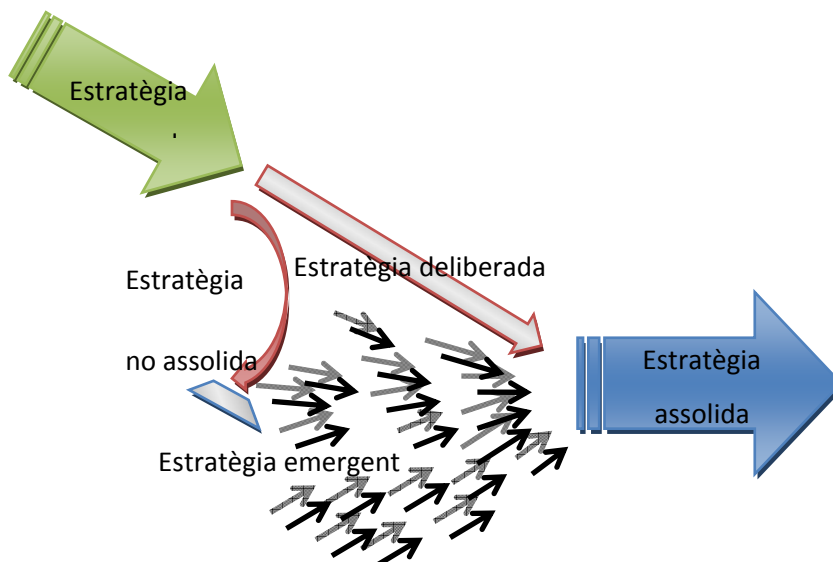 Estratègia
Estratègia deliberada
Estratègia
no assolida
Estratègia
assolida
Estratègia emergent